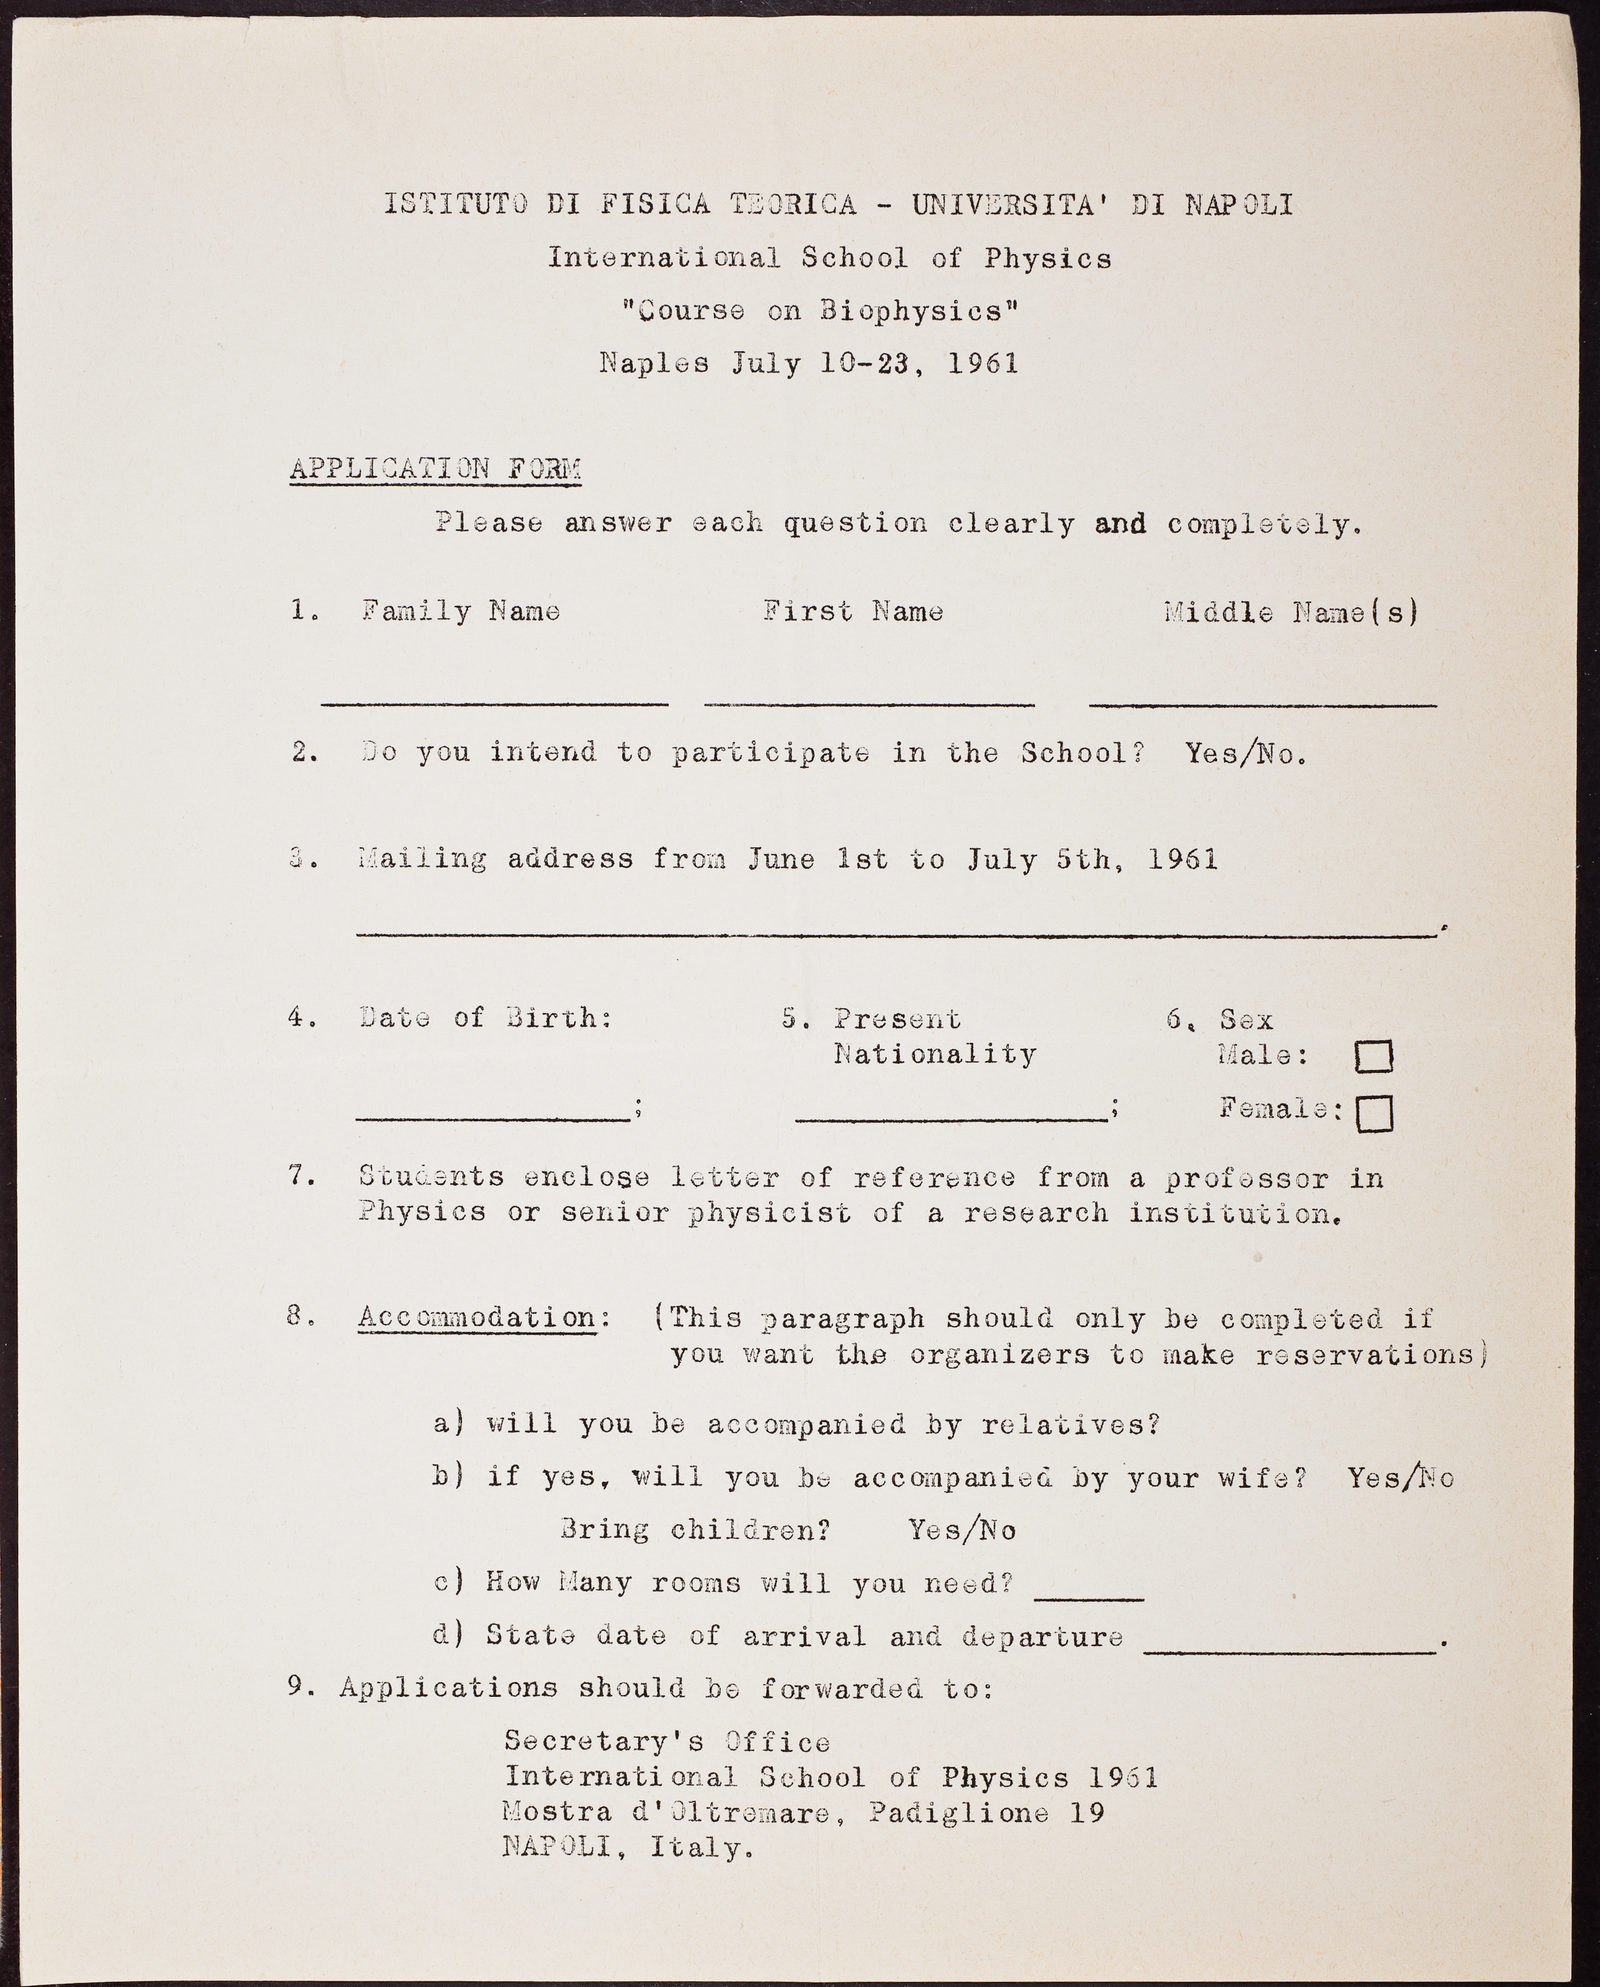 ISTITUTO DI FISICA TEORICA - UNIVERSITA' DI NAPOLI
International School of Physics
"Course on Biophysics"
Naples July 10-23, 1961
APPLICATION FORM
Please answer each question clearly and completely.
1. Family Name First Name Middle Name(s)
2. Do you intend to participate in the School? Yes/No.
3. Mailing address from June 1st to July 5th, 1961
.
4. Date of Birth: 5. Present 6. Sex
Nationality Male:
; ; Female:
7. Students enclose letter of reference from a professor in
Physics or senior physicist of a research institution.
8. Accommodation: (This paragraph should only be completed if
you want the organizers to make reservations)
a) will you be accompanied by relatives?
b) if yes, will you be accompanied by your wife? Yes/No
Bring children? Yes/No
c) How Many rooms will you need?
d) State date of arrival and departure .
9. Applications should be forwarded to:
Secretary's Office
International School of Physics 1961
Mostra d'Oltremare, Padiglione 19
NAPOLI, Italy.